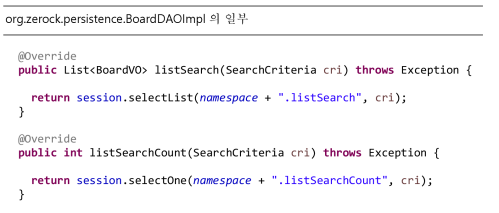 org.zerock.persistence.BoardDAOImpl 의 일부
@Override
public List<BoardVO> listSearch(SearchCriteria cri) throws Exception {
return session.selectList(namespace + ".listSearch", cri);
}
@Override
public int listSearchCount(SearchCriteria cri) throws Exception {
return session.selectOne(namespace + ".listSearchCount", cri);
}